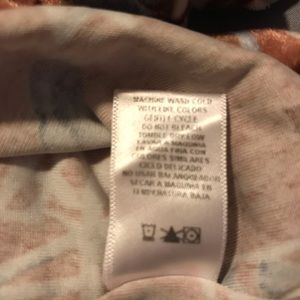 MACHINE WASH COLD
WITH LIKE COLORS
GENTLE CYCLE
DO NOT BLEACH
TUMBLE DRY LOW
LAVAR A MAQUINA
EN AGUA FRIA CON
COLORES SIMILARES
CICLO DELICADO
NO USAR BLANQUEADOR
SECAR A MAQUINA EN
TEMPERATURA BAJA